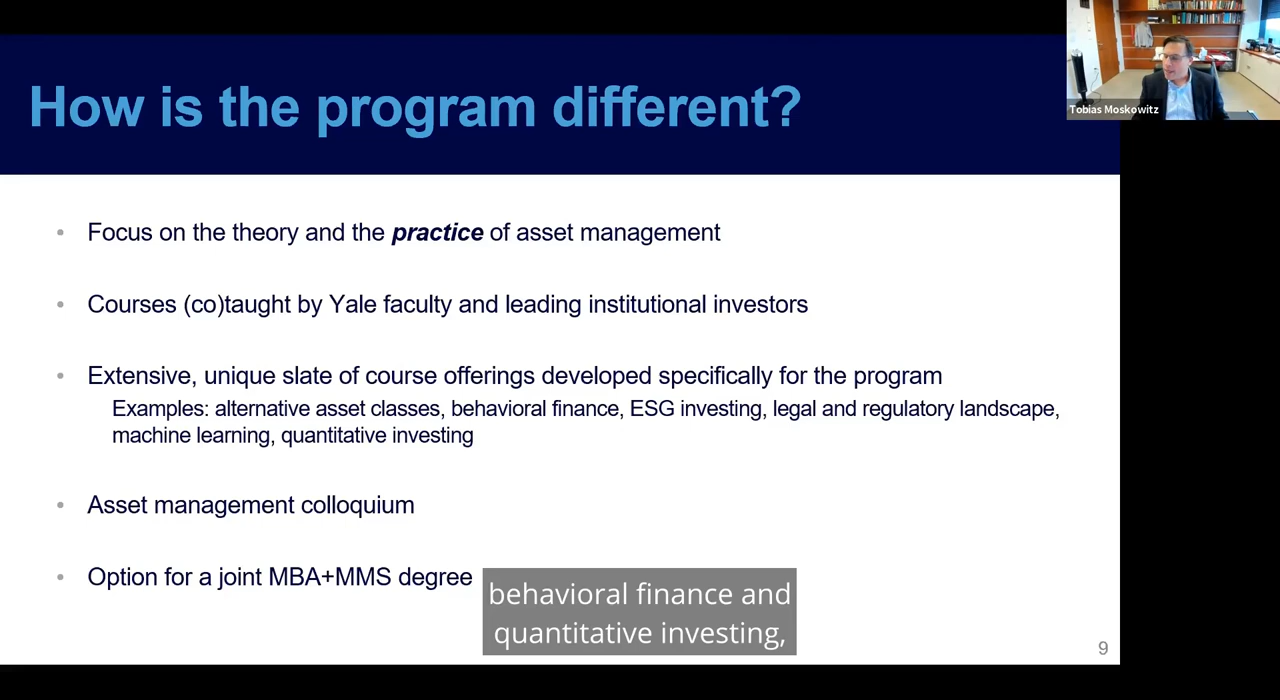 How is the program different?
Tobias Moskowitz
• Focus on the theory and the practice of asset management
• Courses (co)taught by Yale faculty and leading institutional investors
• Extensive, unique slate of course offerings developed specifically for the program
Examples: alternative asset classes, behavioral finance, ESG investing, legal and regulatory landscape,
machine learning, quantitative investing
• Asset management colloquium
• Option for a joint MBA+MMS degree
behavioral finance and
quantitative investing,
9